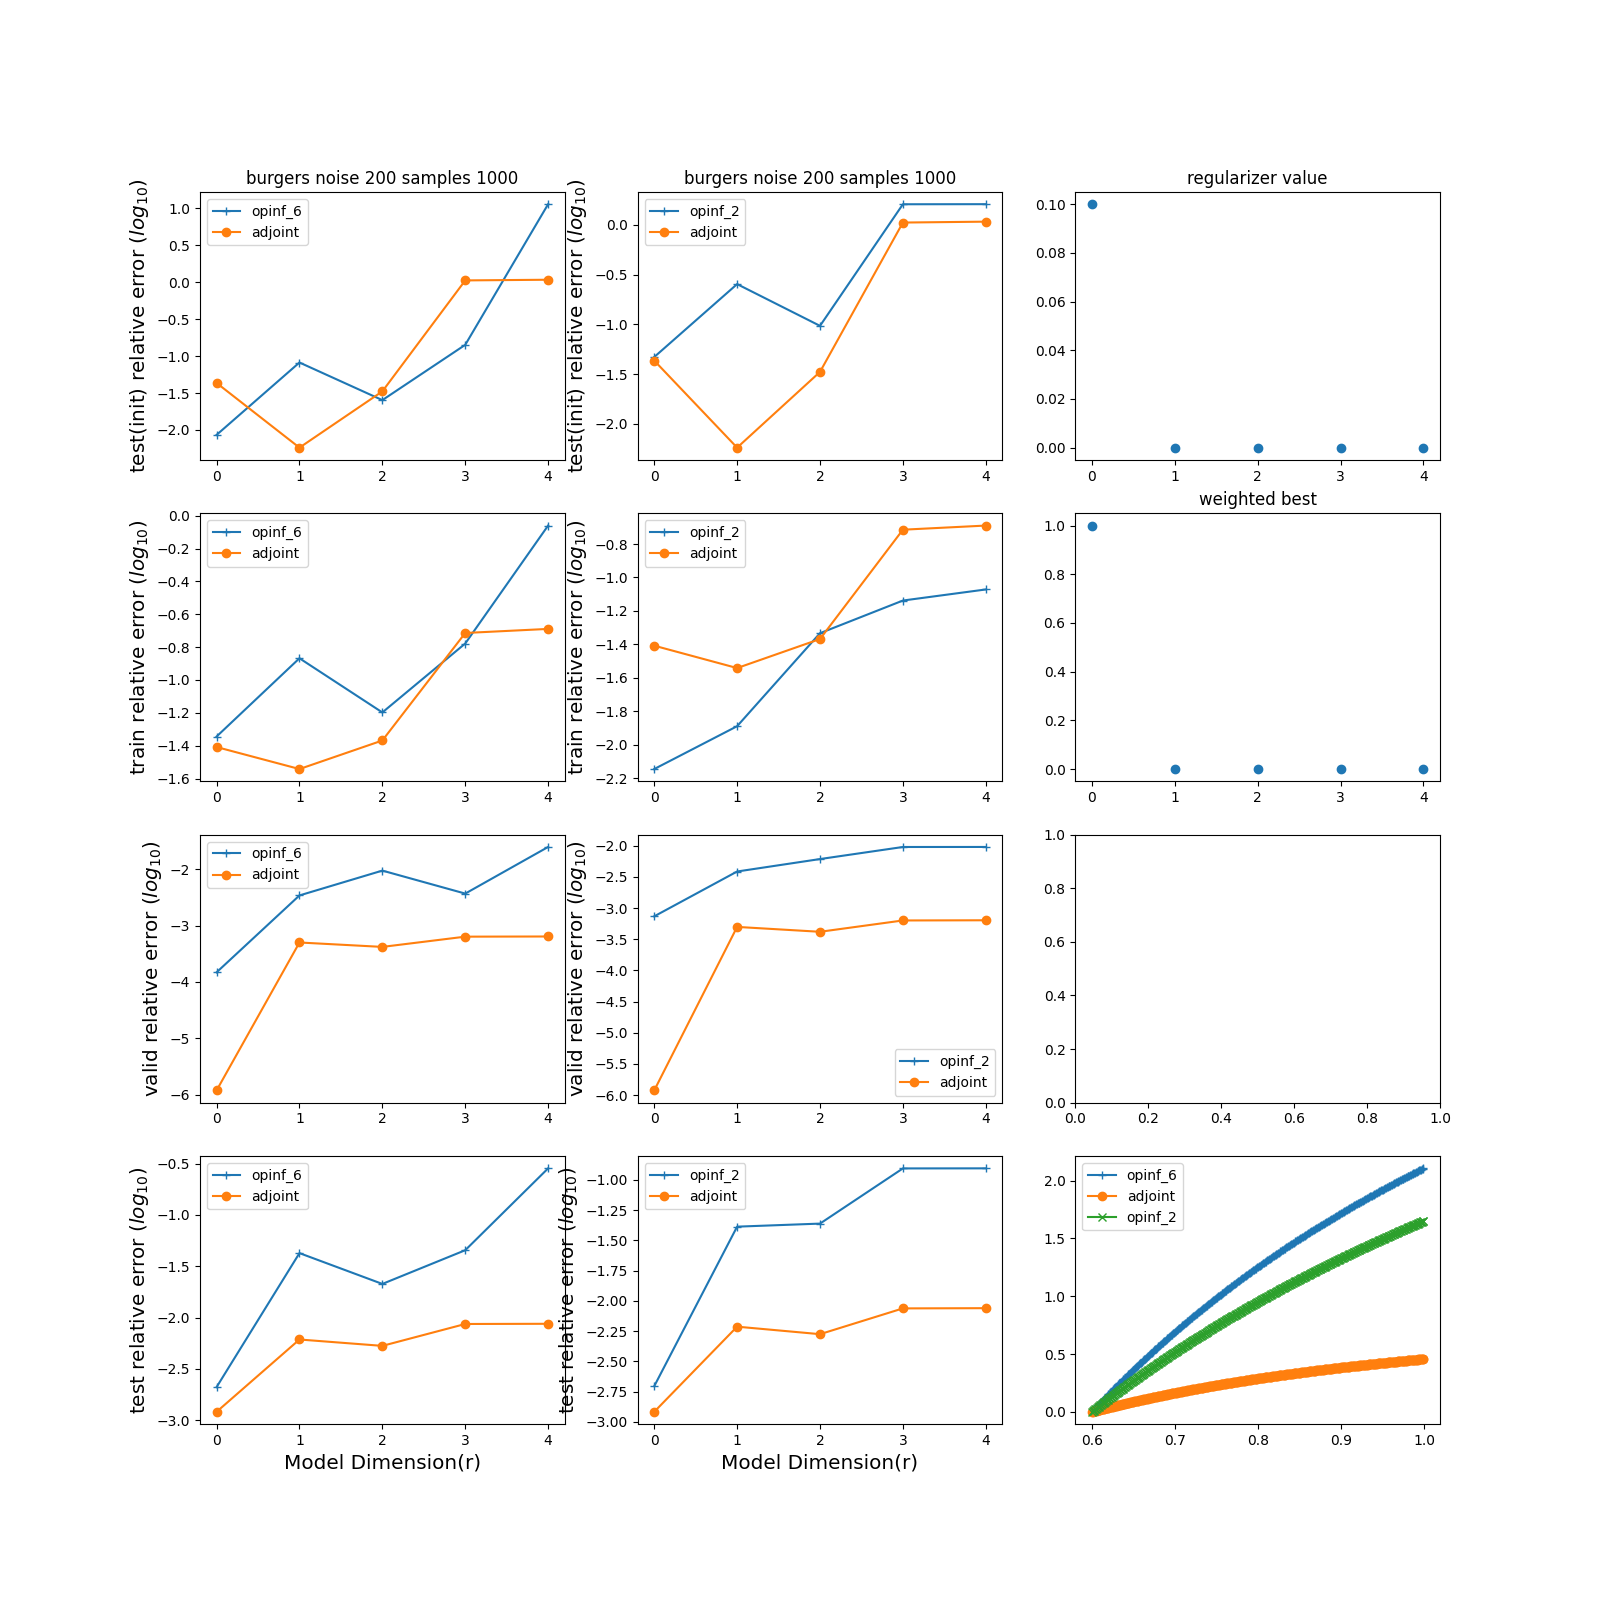 burgers noise 200 samples 1000
test(init) relative error (log10)
opinf_6
adjoint
1.0
0.5
0.0
−0.5
−1.0
−1.5
−2.0
0 1 2 3 4
burgers noise 200 samples 1000
test(init) relative error (log10)
opinf_2
adjoint
0.0
−0.5
−1.0
−1.5
−2.0
0 1 2 3 4
regularizer value
0.10
0.08
0.06
0.04
0.02
0.00
0 1 2 3 4
train relative error (log10)
opinf_6
adjoint
0.0
−0.2
−0.4
−0.6
−0.8
−1.0
−1.2
−1.4
−1.6
0 1 2 3 4
train relative error (log10)
opinf_2
adjoint
−0.8
−1.0
−1.2
−1.4
−1.6
−1.8
−2.0
−2.2
0 1 2 3 4
weighted best
1.0
0.8
0.6
0.4
0.2
0.0
0 1 2 3 4
valid relative error (log10)
opinf_6
adjoint
−2
−3
−4
−5
−6
0 1 2 3 4
valid relative error (log10)
−2.0
−2.5
−3.0
−3.5
−4.0
−4.5
−5.0
−5.5
−6.0
opinf_2
adjoint
0 1 2 3 4
1.0
0.8
0.6
0.4
0.2
0.0
0.0 0.2 0.4 0.6 0.8 1.0
test relative error (log10)
opinf_6
adjoint
−0.5
−1.0
−1.5
−2.0
−2.5
−3.0
0 1 2 3 4
Model Dimension(r)
test relative error (log10)
opinf_2
adjoint
−1.00
−1.25
−1.50
−1.75
−2.00
−2.25
−2.50
−2.75
−3.00
0 1 2 3 4
Model Dimension(r)
opinf_6
adjoint
opinf_2
2.0
1.5
1.0
0.5
0.0
0.6 0.7 0.8 0.9 1.0